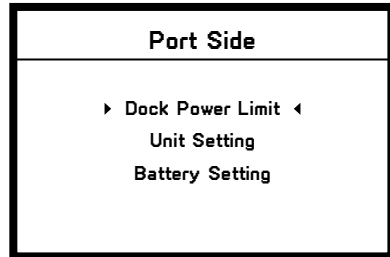 Port Side
Dock Power Limit
Unit Setting
Battery Setting